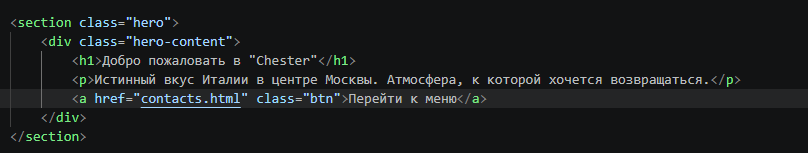 <section class="hero">
<div class="hero-content">
<h1>Добро пожаловать в "Chester"</h1>
<p>Истинный вкус Италии в центре Москвы. Атмосфера, к которой хочется возвращаться.</p>
<a href="contacts.html" class="btn">Перейти к меню</a>
</div>
</section>